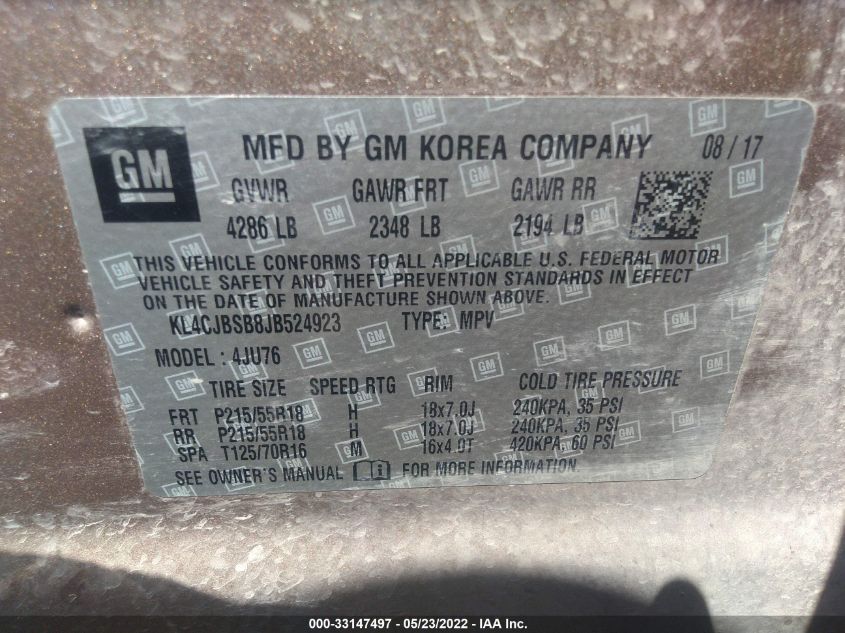 GM MFD BY GM KOREA COMPANY 08/17
GVWR GAWR FRT GAWR RR
4286 LB 2348 LB 2194 LB
THIS VEHICLE CONFORMS TO ALL APPLICABLE U.S. FEDERAL MOTOR
VEHICLE SAFETY AND THEFT PREVENTION STANDARDS IN EFFECT
ON THE DATE OF MANUFACTURE SHOWN ABOVE.
KL4CJBSB8JB524923 TYPE: MPV
MODEL: 4JU76
TIRE SIZE SPEED RTG RIM COLD TIRE PRESSURE
FRT P215/55R18 H 18x7.0J 240KPA, 35 PSI
RR P215/55R18 H 18x7.0J 240KPA, 35 PSI
SPA T125/70R16 M 16x4.0T 420KPA, 60 PSI
SEE OWNER'S MANUAL FOR MORE INFORMATION
000-33147497 - 05/23/2022 - IAA Inc.